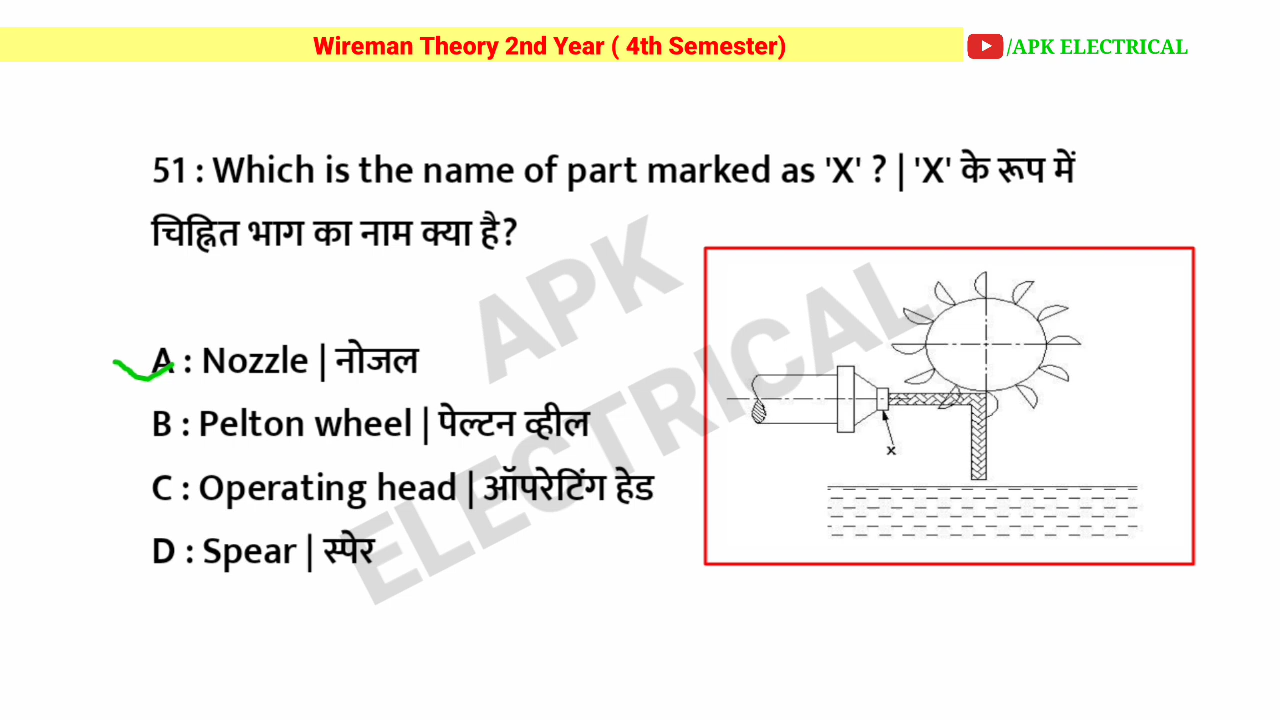 Wireman Theory 2nd Year ( 4th Semester)
/APK ELECTRICAL
51 : Which is the name of part marked as 'X' ? | 'X' के रूप में
चिह्नित भाग का नाम क्या है?
A : Nozzle | नोजल
B : Pelton wheel | पेल्टन व्हील
C : Operating head | ऑपरेटिंग हेड
D : Spear | स्पेर
X
APK
ELECTRICAL